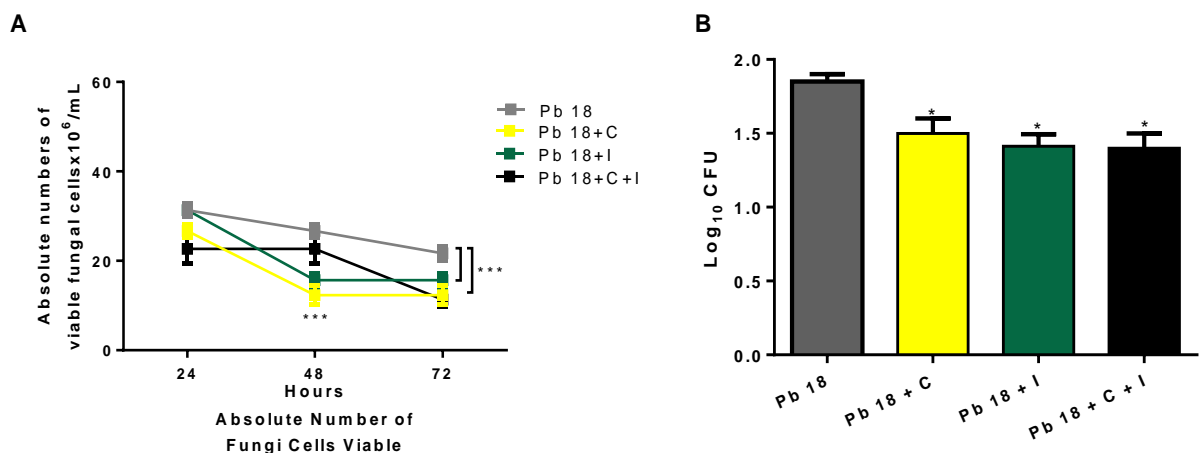 A
Absolute numbers of
viable fungal cellsx10⁶/mL
60
40
20
0
24
48
72
Hours
Absolute Number of
Fungi Cells Viable
Pb 18
Pb 18+C
Pb 18+I
Pb 18+C+I
***
***
B
Log₁₀ CFU
2.0
1.5
1.0
0.5
0.0
*
*
*
Pb 18
Pb 18 + C
Pb 18 + I
Pb 18 + C + I